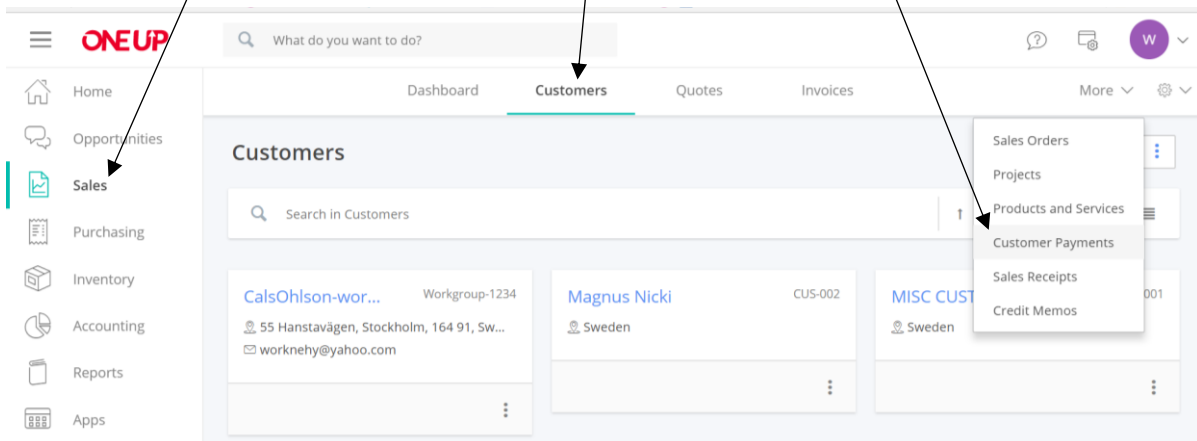 ONE UP
What do you want to do?
W
Home
Dashboard
Customers
Quotes
Invoices
More
Opportunities
Sales
Purchasing
Inventory
Accounting
Reports
Apps
Customers
Search in Customers
Sales Orders
Projects
Products and Services
Customer Payments
Sales Receipts
Credit Memos
CalsOhlson-wor...
Workgroup-1234
55 Hanstavägen, Stockholm, 164 91, Sw...
worknehy@yahoo.com
Magnus Nicki
CUS-002
Sweden
MISC CUST
001
Sweden